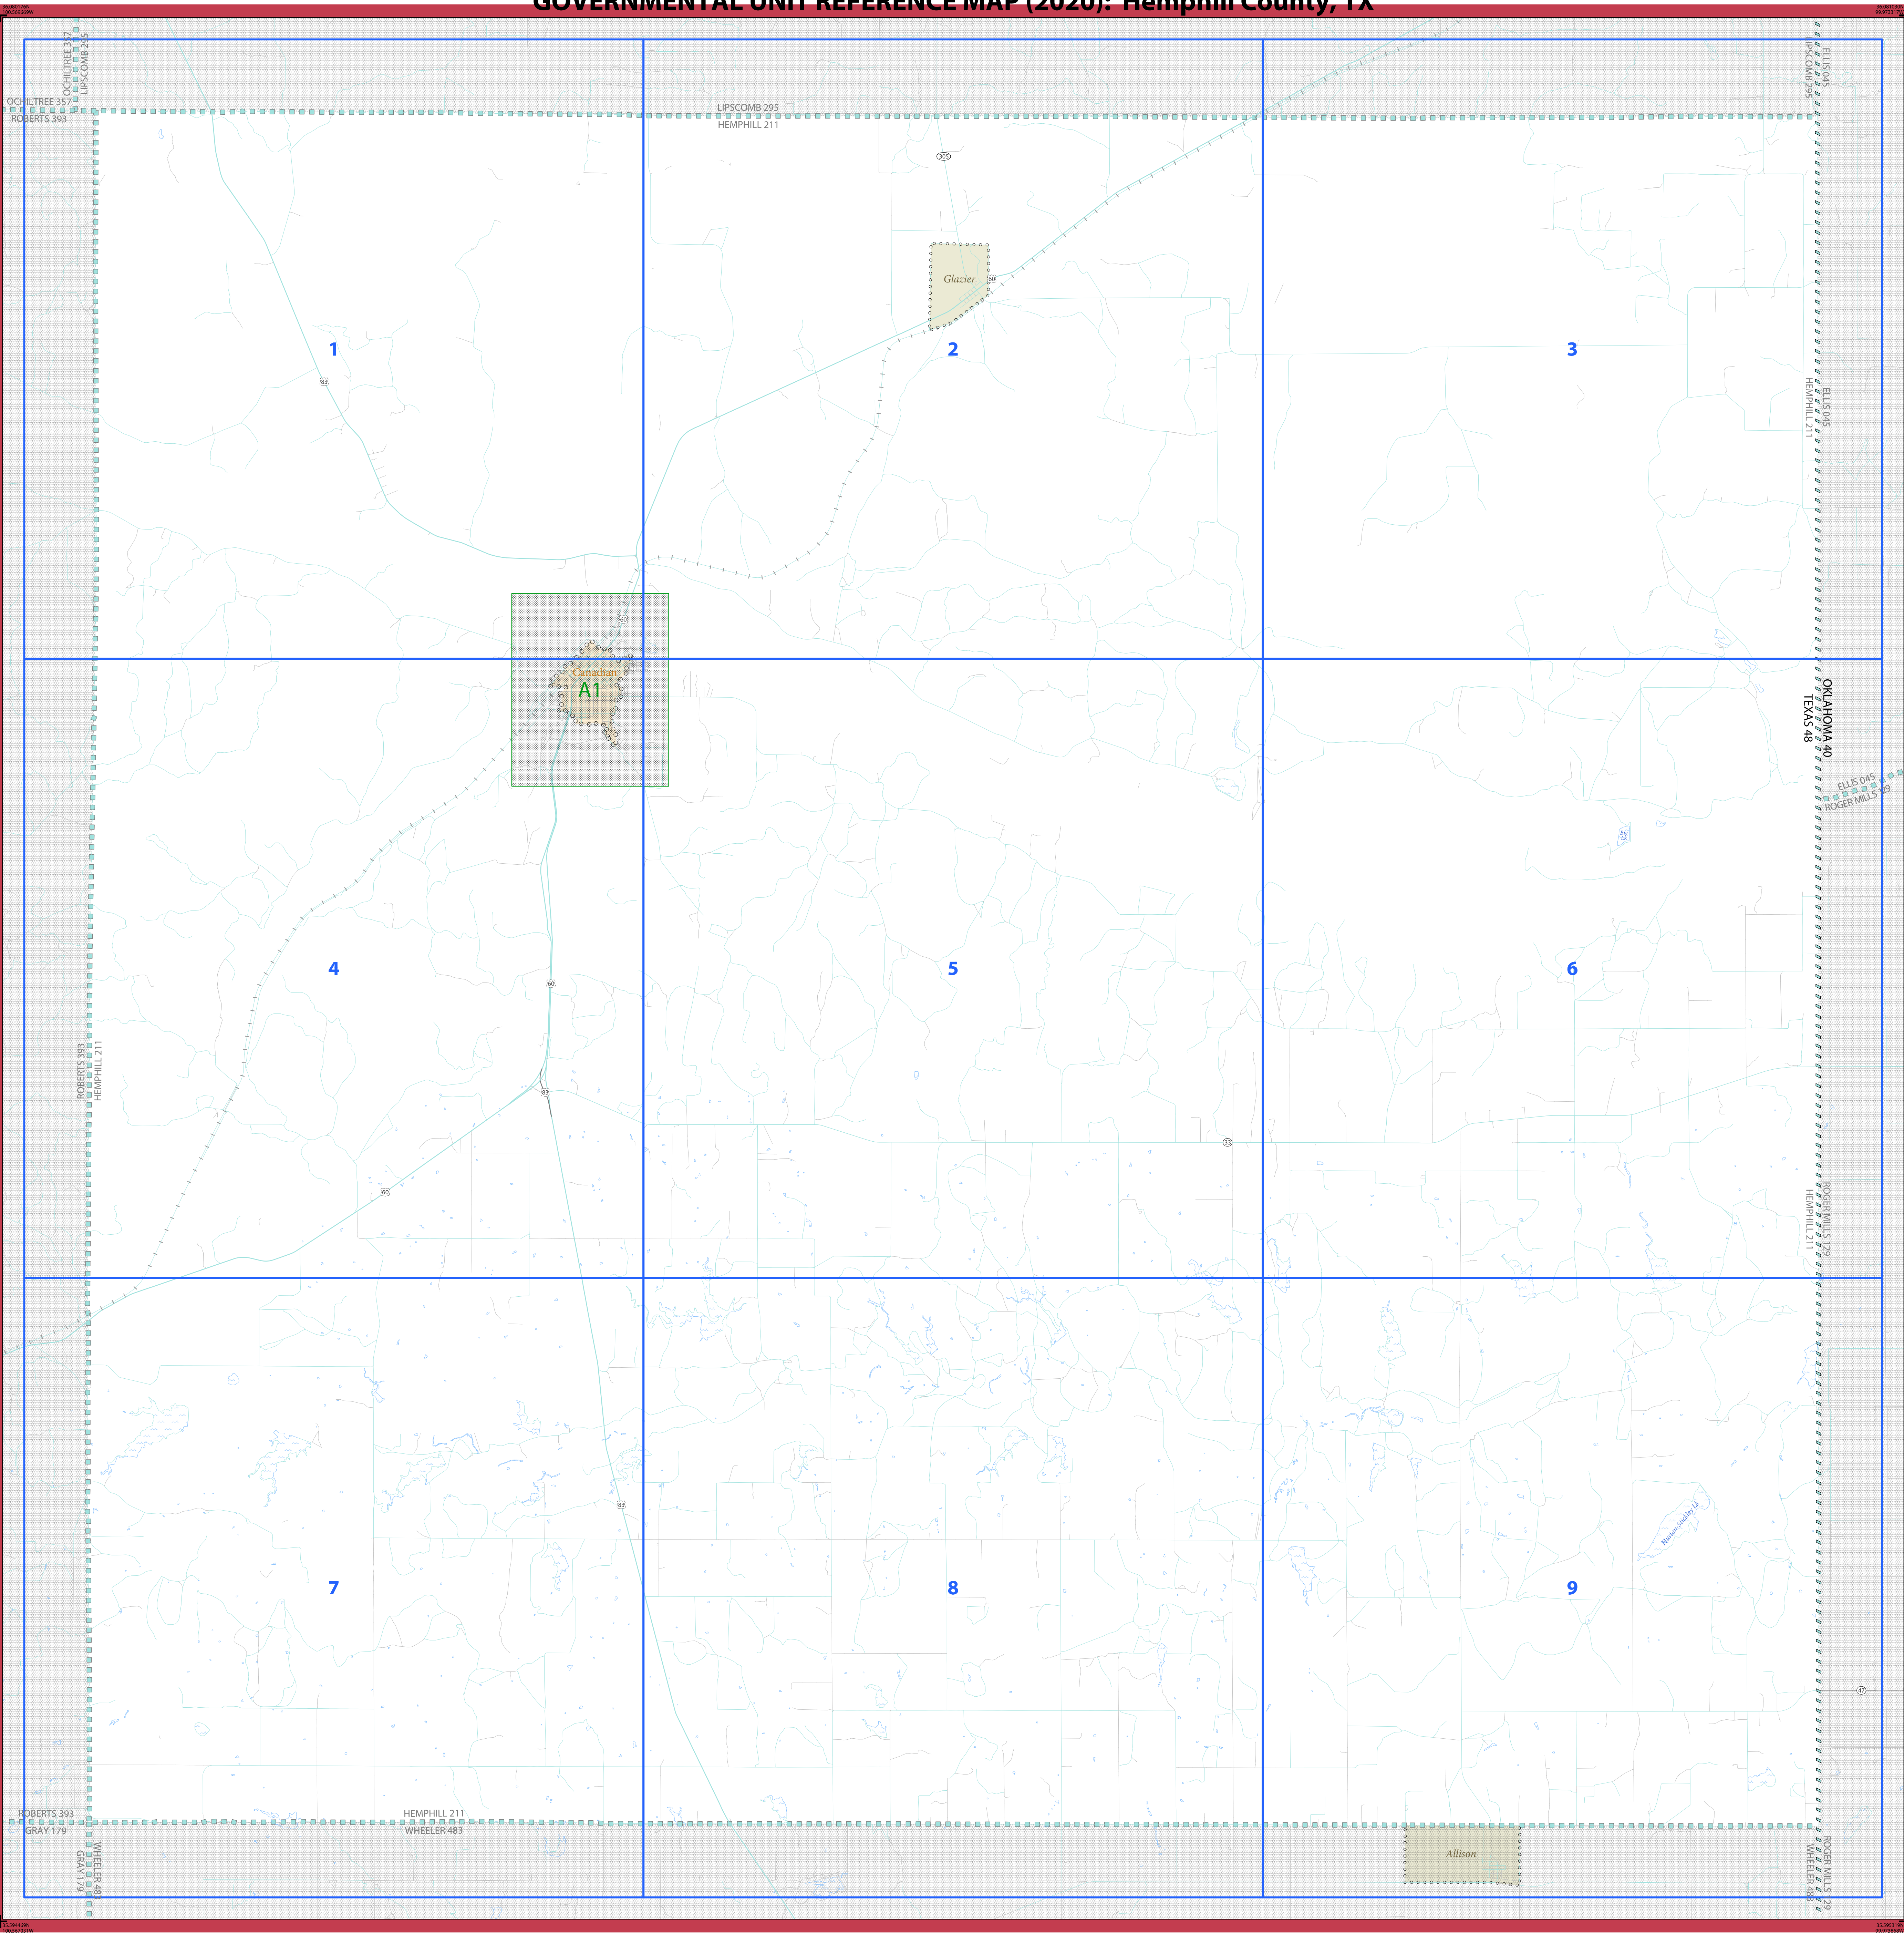 GOVERNMENTAL UNIT REFERENCE MAP (2020): Hemphill County, TX
OCHILTREE 357
LIPSCOMB 295
LIPSCOMB 295
ELLIS 045
OCHILTREE 357
ROBERTS 393
LIPSCOMB 295
HEMPHILL 211
305
Glazier
60
1
2
3
83
HEMPHILL 211
ELLIS 045
60
Canadian
A1
OKLAHOMA 40
TEXAS 48
ELLIS 045
ROGER MILLS 129
4
5
6
60
ROBERTS 393
HEMPHILL 211
83
33
60
HEMPHILL 211
ROGER MILLS 129
83
Hooton-Stickley Lk
7
8
9
47
ROBERTS 393
GRAY 179
HEMPHILL 211
WHEELER 483
GRAY 179
WHEELER 483
Allison
WHEELER 483
ROGER MILLS 129